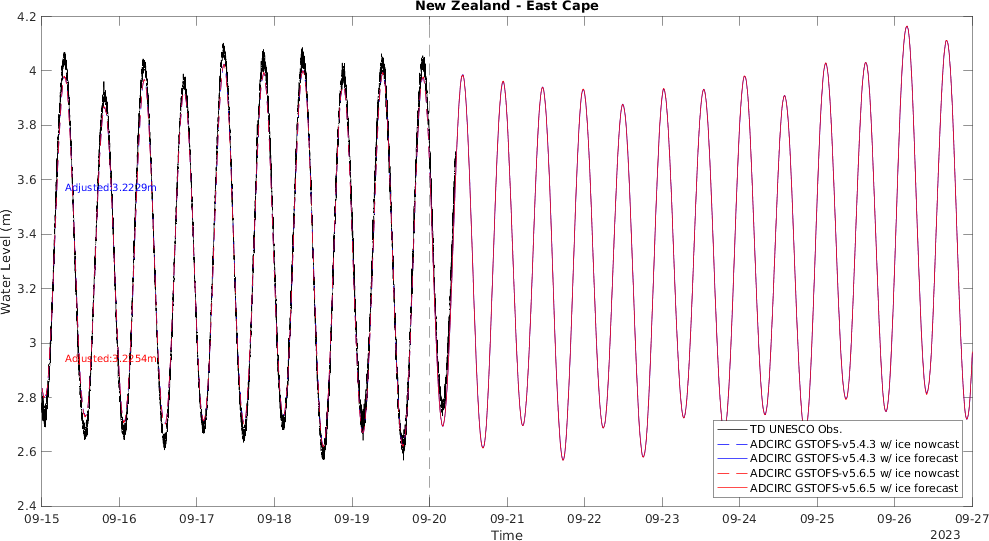 New Zealand - East Cape
4.2
4
3.8
3.6
3.4
3.2
3
2.8
2.6
2.4
Water Level (m)
Adjusted:3.2229m
Adjusted:3.2254m
TD UNESCO Obs.
ADCIRC GSTOFS-v5.4.3 w/ ice nowcast
ADCIRC GSTOFS-v5.4.3 w/ ice forecast
ADCIRC GSTOFS-v5.6.5 w/ ice nowcast
ADCIRC GSTOFS-v5.6.5 w/ ice forecast
09-15 09-16 09-17 09-18 09-19 09-20 09-21 09-22 09-23 09-24 09-25 09-26 09-27
Time
2023